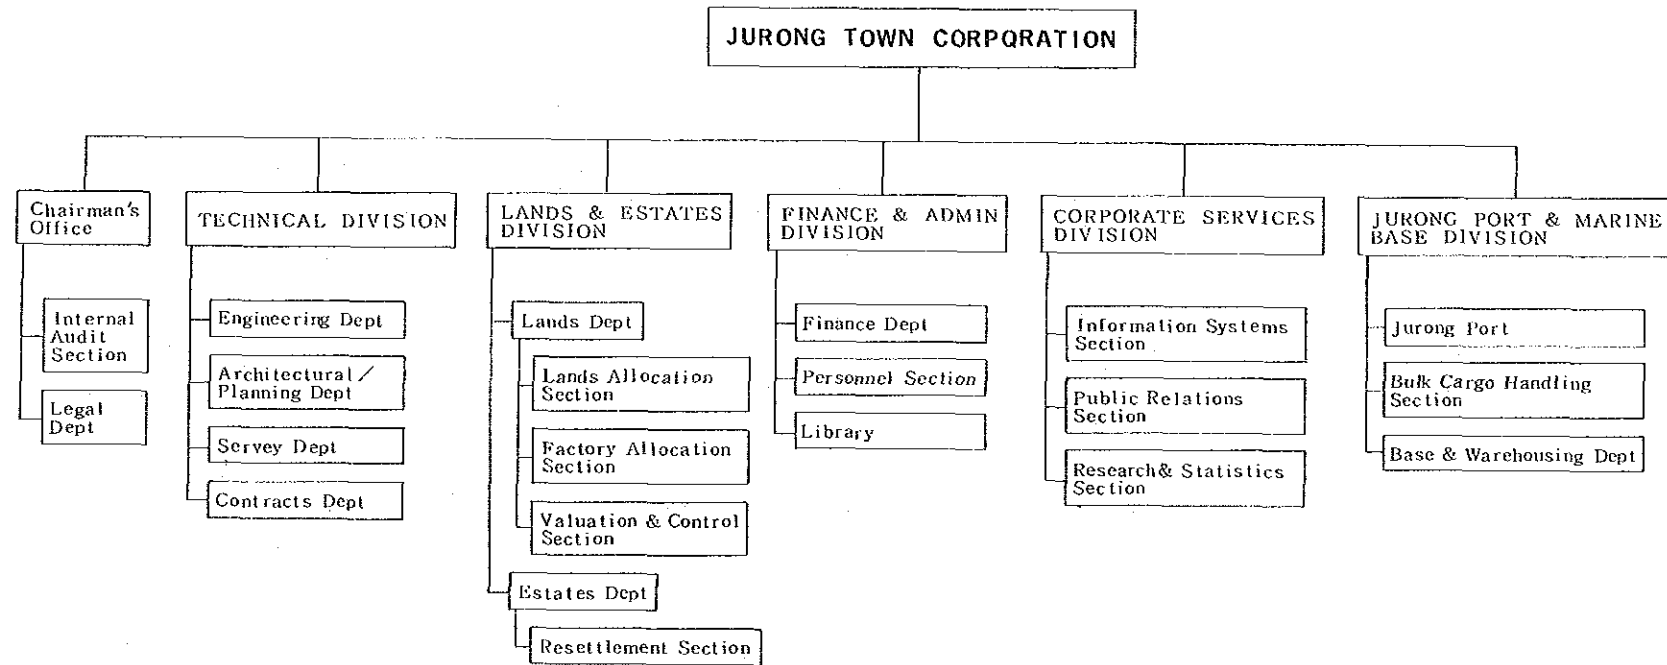 JURONG TOWN CORPQRATION
Chairman's
Office
Internal
Audit
Section
Legal
Dept
TECHNICAL DIVISION
Engineering Dept
Architectural /
Planning Dept
Servey Dept
Contracts Dept
LANDS & ESTATES
DIVISION
Lands Dept
Lands Allocation
Section
Factory Allocation
Section
Valuation & Control
Section
Estates Dept
Resettlement Section
FINANCE & ADMIN
DIVISION
Finance Dept
Personnel Section
Library
CORPORATE SERVICES
DIVISION
Information Systems
Section
Public Relations
Section
Research & Statistics
Section
JURONG PORT & MARINE
BASE DIVISION
Jurong Port
Bulk Cargo Handling
Section
Base & Warehousing Dept